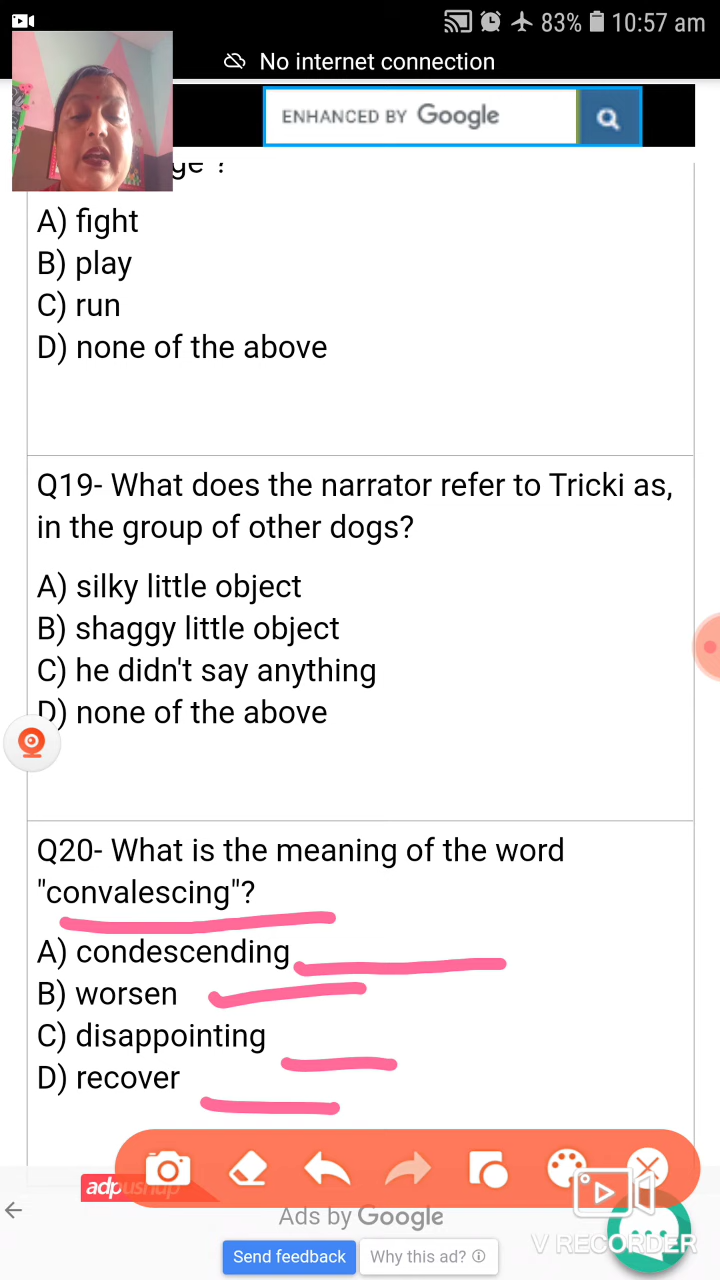 83% 10:57 am
No internet connection
ENHANCED BY Google
A) fight
B) play
C) run
D) none of the above
Q19- What does the narrator refer to Tricki as,
in the group of other dogs?
A) silky little object
B) shaggy little object
C) he didn't say anything
D) none of the above
Q20- What is the meaning of the word
"convalescing"?
A) condescending
B) worsen
C) disappointing
D) recover
adpushup
Ads by Google
Send feedback Why this ad?
V RECORDER